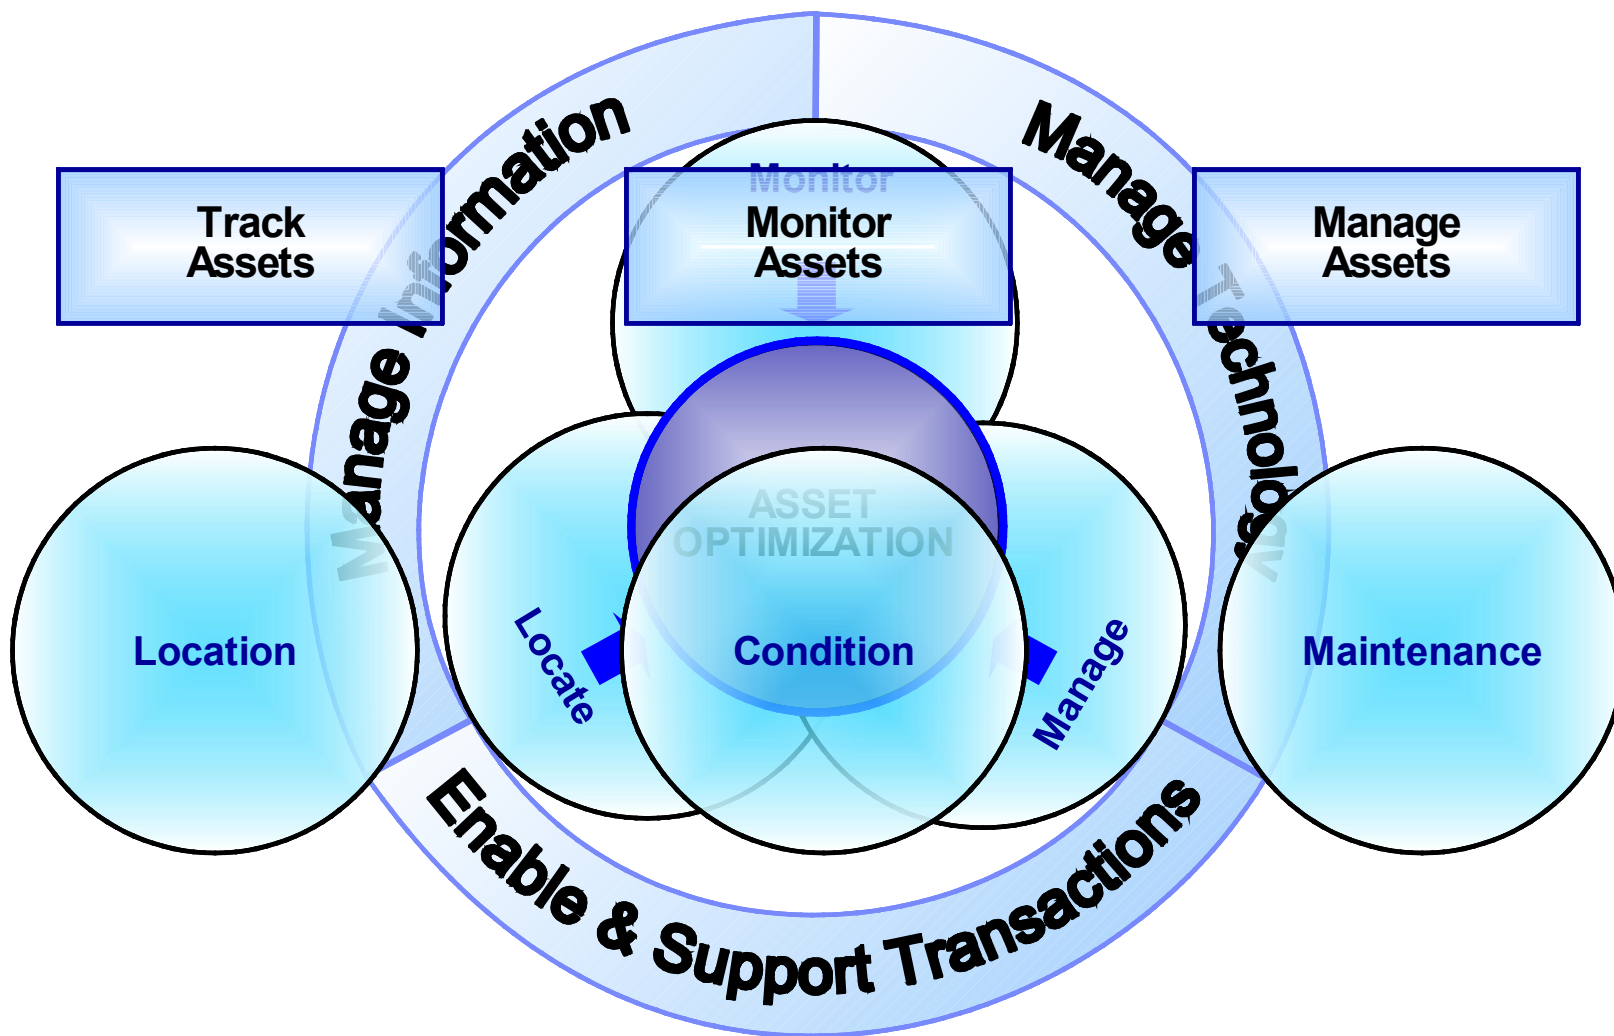 Manage Information
Manage Technology
Monitor
Track
Assets
Monitor
Assets
Manage
Assets
ASSET
OPTIMIZATION
Locate
Manage
Location
Condition
Maintenance
Enable & Support Transactions